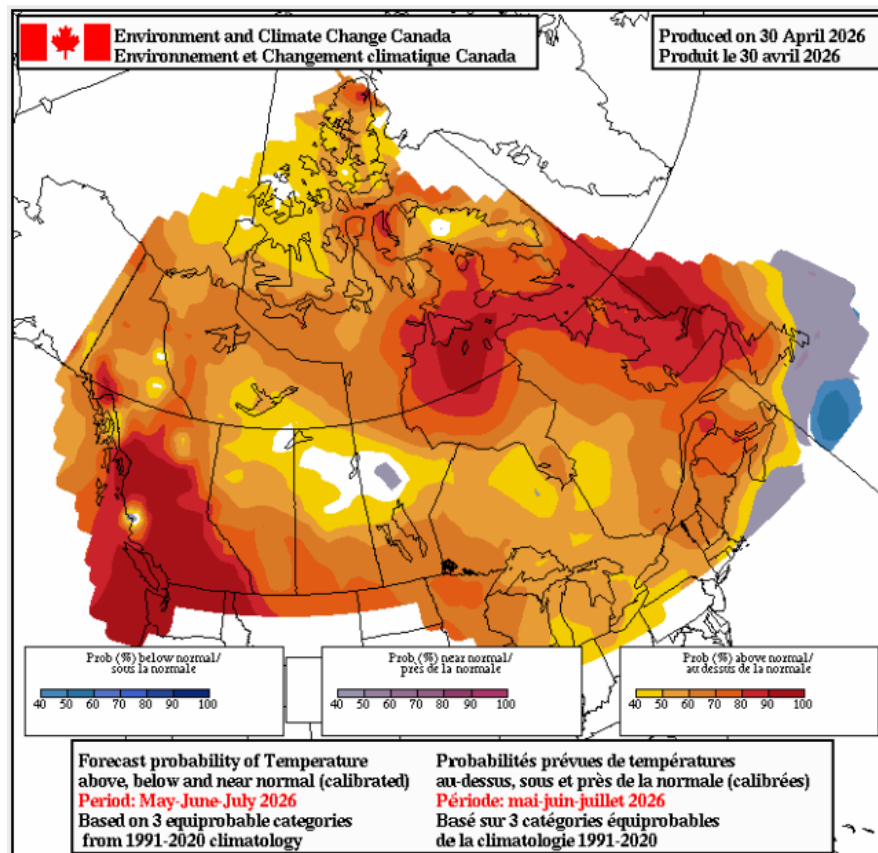 Environment and Climate Change Canada
Environnement et Changement climatique Canada
Produced on 30 April 2026
Produit le 30 avril 2026
Prob (%) below normal/
sous la normale
40 50 60 70 80 90 100
Prob (%) near normal/
près de la normale
40 50 60 70 80 90 100
Prob (%) above normal/
au dessus de la normale
40 50 60 70 80 90 100
Forecast probability of Temperature
above, below and near normal (calibrated)
Period: May-June-July 2026
Based on 3 equiprobable categories
from 1991-2020 climatology
Probabilités prévues de températures
au-dessus, sous et près de la normale (calibrées)
Période: mai-juin-juillet 2026
Basé sur 3 catégories équiprobables
de la climatologie 1991-2020